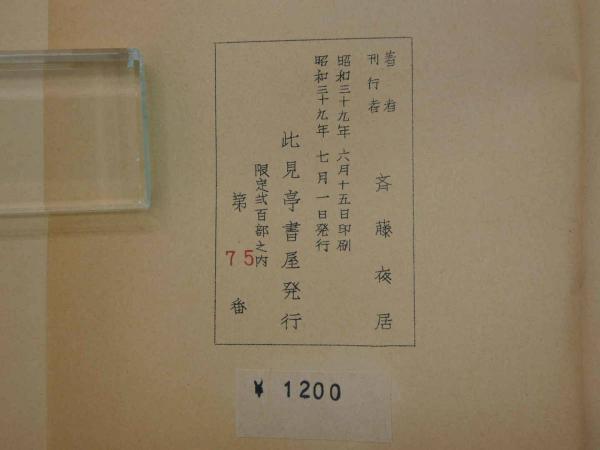 著者
刊行者
斉藤夜居
昭和三十九年 六月十五日印刷
昭和三十九年 七月一日発行
此見亭書屋発行
限定弐百部之内
第75番
¥ 1200